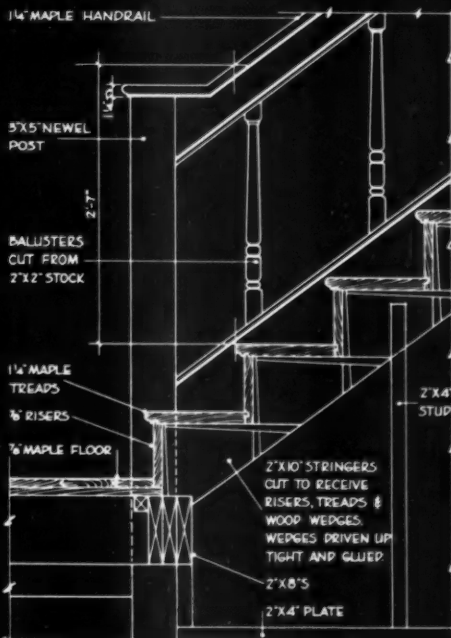 1¼" MAPLE HANDRAIL
5"X5" NEWEL
POST
2'-7"
BALUSTERS
CUT FROM
2"X2" STOCK
1¼" MAPLE
TREADS
⅞" RISERS
⅞" MAPLE FLOOR
2"X4"
STUD
2"X10" STRINGERS
CUT TO RECEIVE
RISERS, TREADS &
WOOD WEDGES.
WEDGES DRIVEN UP
TIGHT AND GLUED.
2"X8"S
2"X4" PLATE